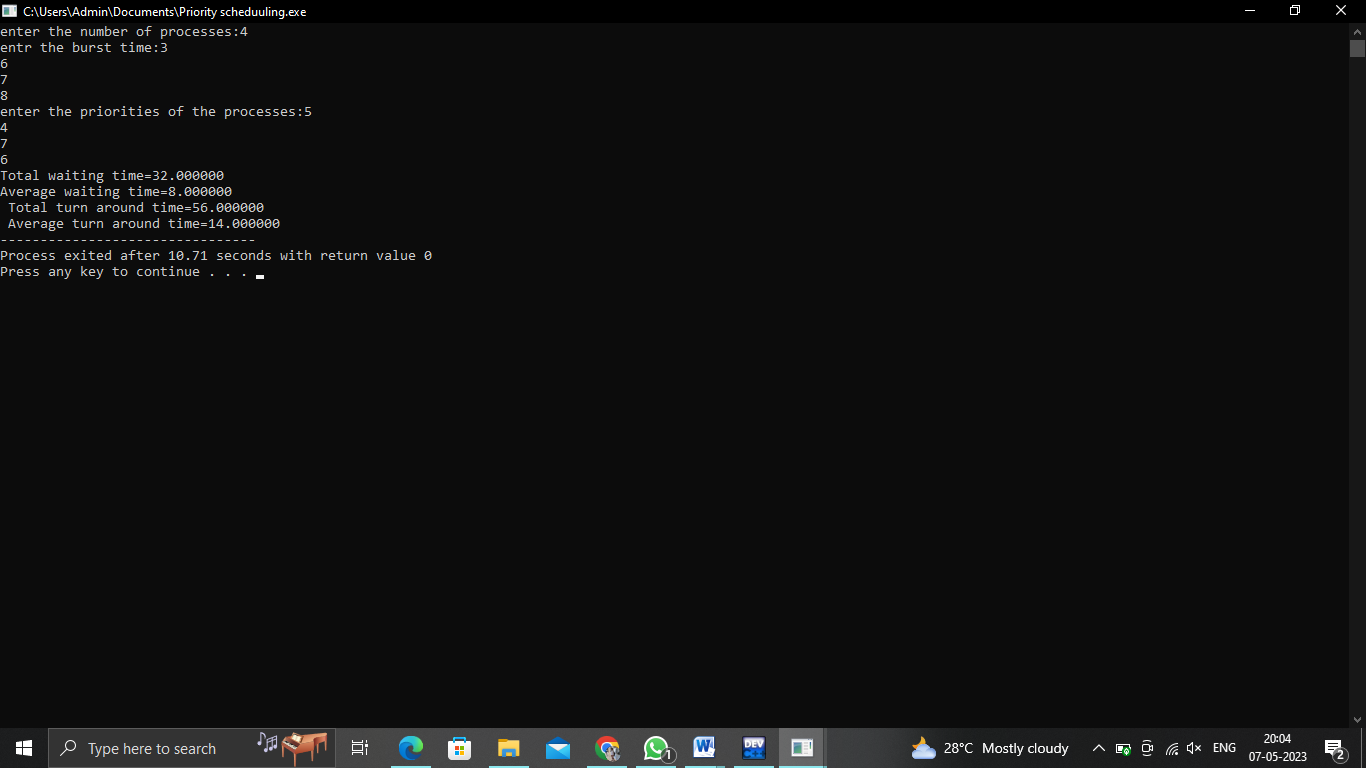 C:\Users\Admin\Documents\Priority scheduuling.exe
enter the number of processes:4
entr the burst time:3
6
7
8
enter the priorities of the processes:5
4
7
6
Total waiting time=32.000000
Average waiting time=8.000000
Total turn around time=56.000000
Average turn around time=14.000000
--------------------------------
Process exited after 10.71 seconds with return value 0
Press any key to continue . . .
Type here to search
1
W
DEV
28°C Mostly cloudy
ENG
20:04
07-05-2023
2